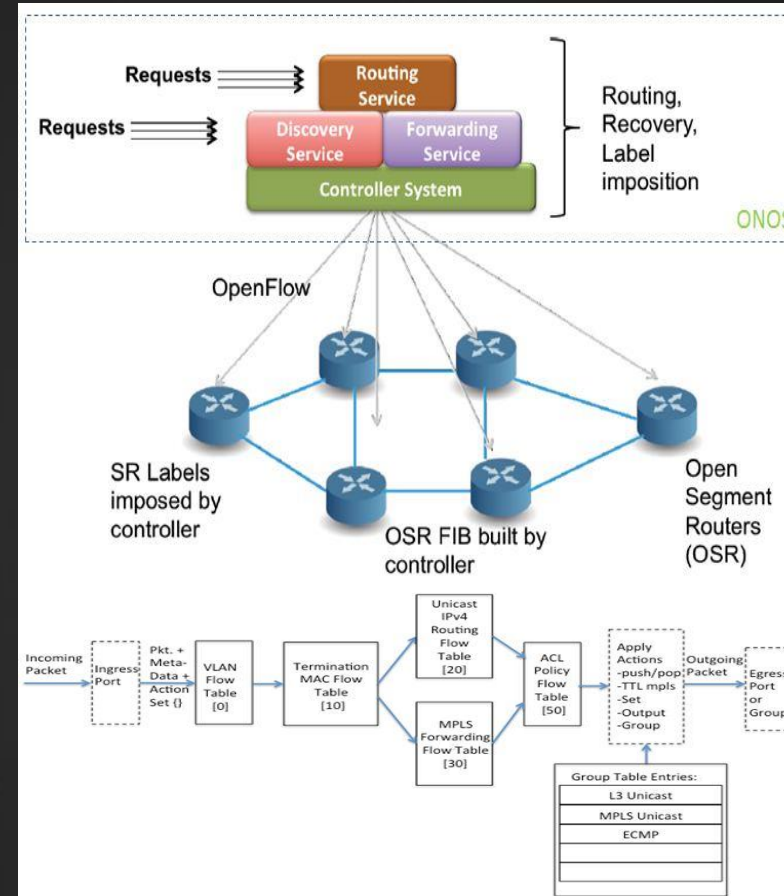 Requests
Routing
Service
Requests
Discovery
Service
Forwarding
Service
Controller System
Routing,
Recovery,
Label
imposition
ONOS
OpenFlow
SR Labels
imposed by
controller
OSR FIB built by
controller
Open
Segment
Routers
(OSR)
Incoming
Packet
Ingress
Port
Pkt. +
Meta-
Data +
Action
Set {}
VLAN
Flow
Table
[0]
Termination
MAC Flow
Table
[10]
Unicast
IPv4
Routing
Flow
Table
[20]
MPLS
Forwarding
Flow Table
[30]
ACL
Policy
Flow
Table
[50]
Apply
Actions
-push/pop
-TTL mpls
-Set
-Output
-Group
Outgoing
Packet
Egress
Port
or
Group
Group Table Entries:
L3 Unicast
MPLS Unicast
ECMP